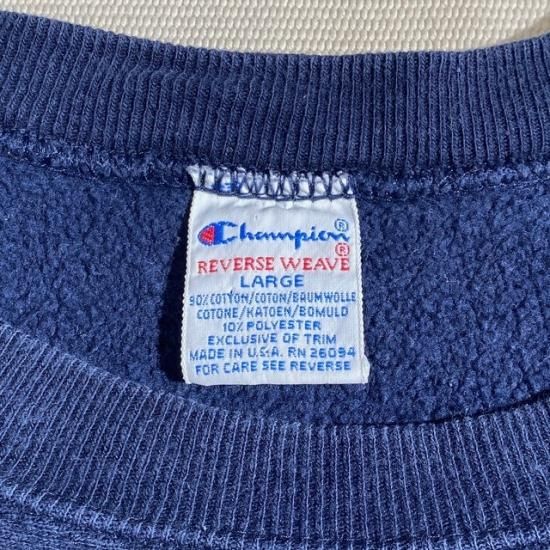 Champion®
REVERSE WEAVE®
LARGE
90% COTTON/COTON/BAUMWOLLE
COTONE/KATOEN/BOMULD
10% POLYESTER
EXCLUSIVE OF TRIM
MADE IN U.S.A. RN 26094
FOR CARE SEE REVERSE